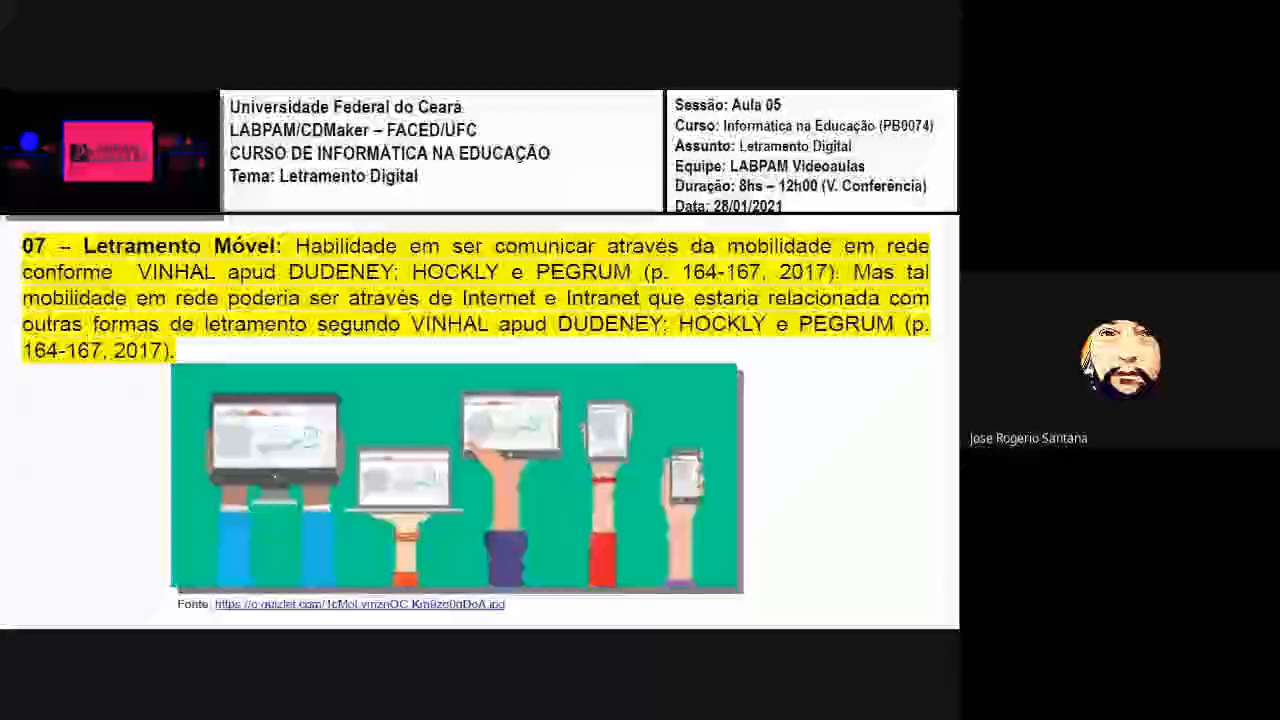 Universidade Federal do Ceará
LABPAM/CDMaker – FACED/UFC
CURSO DE INFORMÁTICA NA EDUCAÇÃO
Tema: Letramento Digital
Sessão: Aula 05
Curso: Informática na Educação (PB0074)
Assunto: Letramento Digital
Equipe: LABPAM Videoaulas
Duração: 8hs – 12h00 (V. Conferência)
Data: 28/01/2021
07 – Letramento Móvel: Habilidade em ser comunicar através da mobilidade em rede
conforme VINHAL apud DUDENEY; HOCKLY e PEGRUM (p. 164-167, 2017). Mas tal
mobilidade em rede poderia ser através de Internet e Intranet que estaria relacionada com
outras formas de letramento segundo VINHAL apud DUDENEY; HOCKLY e PEGRUM (p.
164-167, 2017).
Fonte:
Jose Rogerio Santana